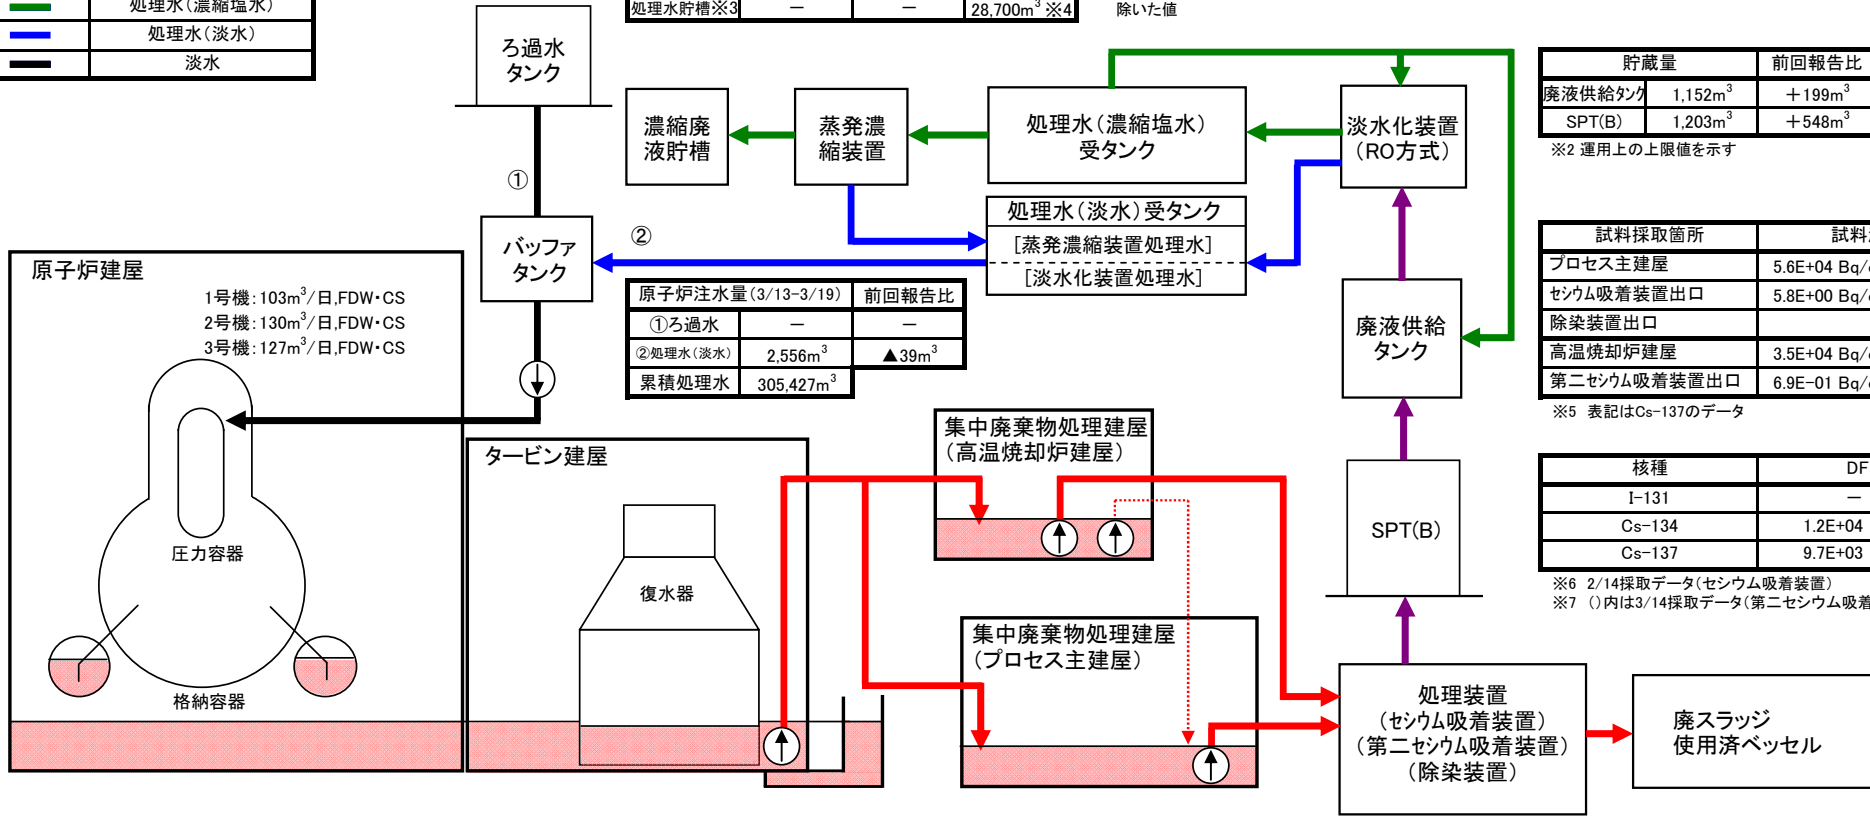 処理水(濃縮塩水)
処理水(淡水)
淡水
処理水貯槽※3 － － 28,700m³ ※4
除いた値
ろ過水
タンク
①
バッファ
タンク
②
濃縮廃
液貯槽
蒸発濃
縮装置
処理水(濃縮塩水)
受タンク
淡水化装置
(RO方式)
処理水(淡水)受タンク
[蒸発濃縮装置処理水]
[淡水化装置処理水]
貯蔵量 前回報告比
廃液供給タンク 1,152m³ ＋199m³
SPT(B) 1,203m³ ＋548m³
※2 運用上の上限値を示す
原子炉注水量(3/13-3/19) 前回報告比
①ろ過水 － －
②処理水(淡水) 2,556m³ ▲39m³
累積処理水 305,427m³
原子炉建屋
1号機:103m³/日,FDW・CS
2号機:130m³/日,FDW・CS
3号機:127m³/日,FDW・CS
圧力容器
格納容器
タービン建屋
復水器
集中廃棄物処理建屋
(高温焼却炉建屋)
集中廃棄物処理建屋
(プロセス主建屋)
廃液供給
タンク
SPT(B)
処理装置
(セシウム吸着装置)
(第二セシウム吸着装置)
(除染装置)
廃スラッジ
使用済ベッセル
試料採取箇所
プロセス主建屋 5.6E+04 Bq/
セシウム吸着装置出口 5.8E+00 Bq/
除染装置出口
高温焼却炉建屋 3.5E+04 Bq/
第二セシウム吸着装置出口 6.9E-01 Bq/
※5 表記はCs-137のデータ
核種 DF
I-131 －
Cs-134 1.2E+04
Cs-137 9.7E+03
※6 2/14採取データ(セシウム吸着装置)
※7 ()内は3/14採取データ(第二セシウム吸着